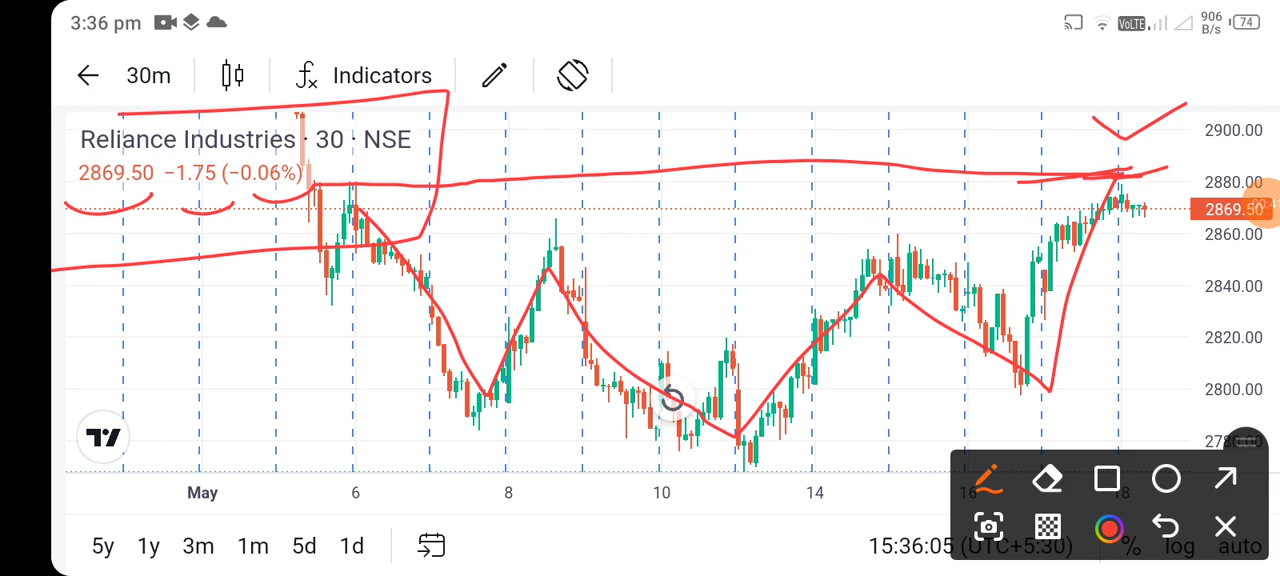 3:36 pm VoLTE 906 B/s 74
30m Indicators
Reliance Industries · 30 · NSE
2869.50 −1.75 (−0.06%)
2900.00
2880.00
2869.50
2860.00
2840.00
2820.00
2800.00
May 6 8 10 14 16 18
5y 1y 3m 1m 5d 1d 15:36:05 (UTC+5:30) % log auto